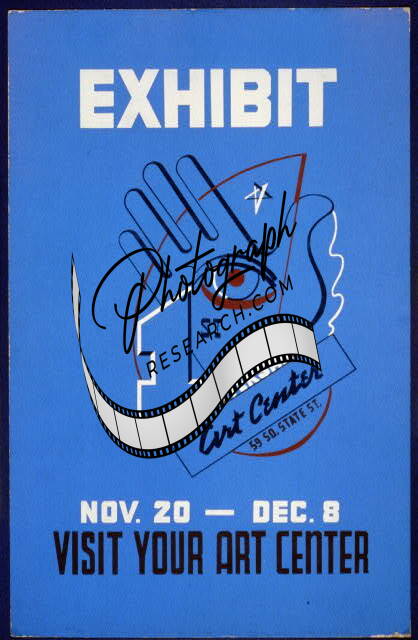 EXHIBIT
Photograph
RESEARCH.COM
Art Center
59 SO. STATE ST.
NOV. 20 — DEC. 8
VISIT YOUR ART CENTER